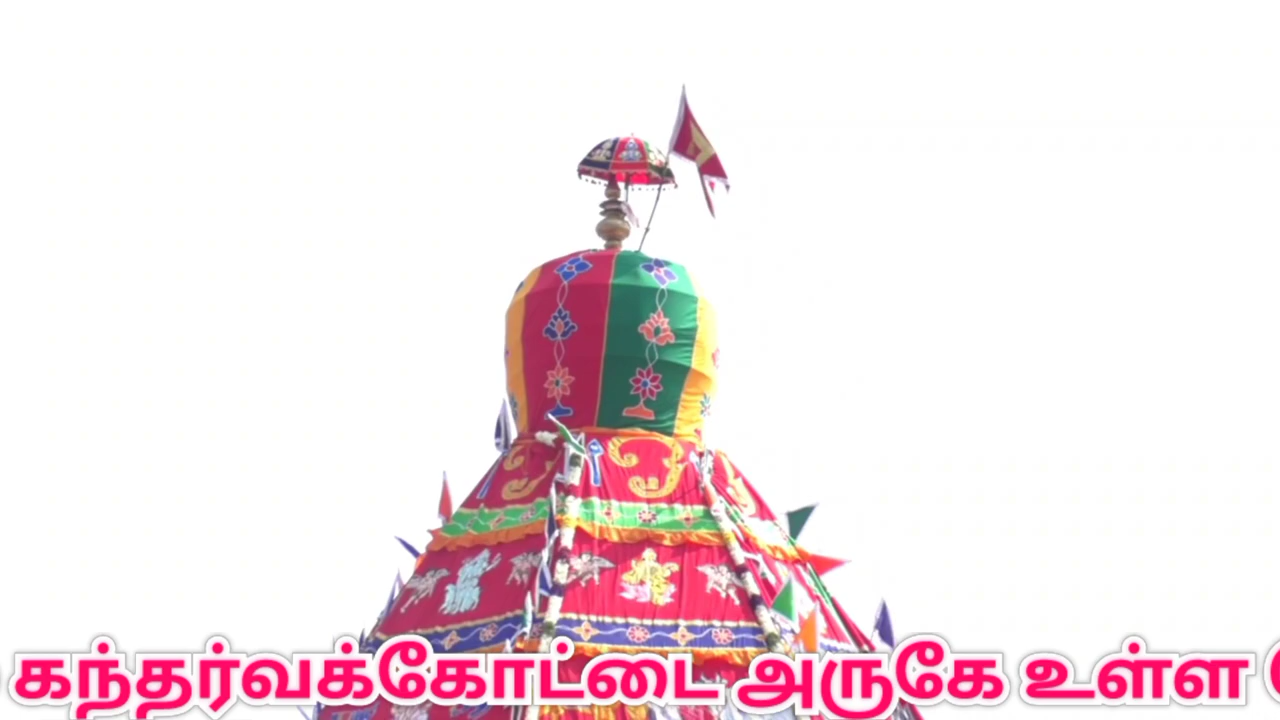 கந்தர்வக்கோட்டை அருகே உள்ள